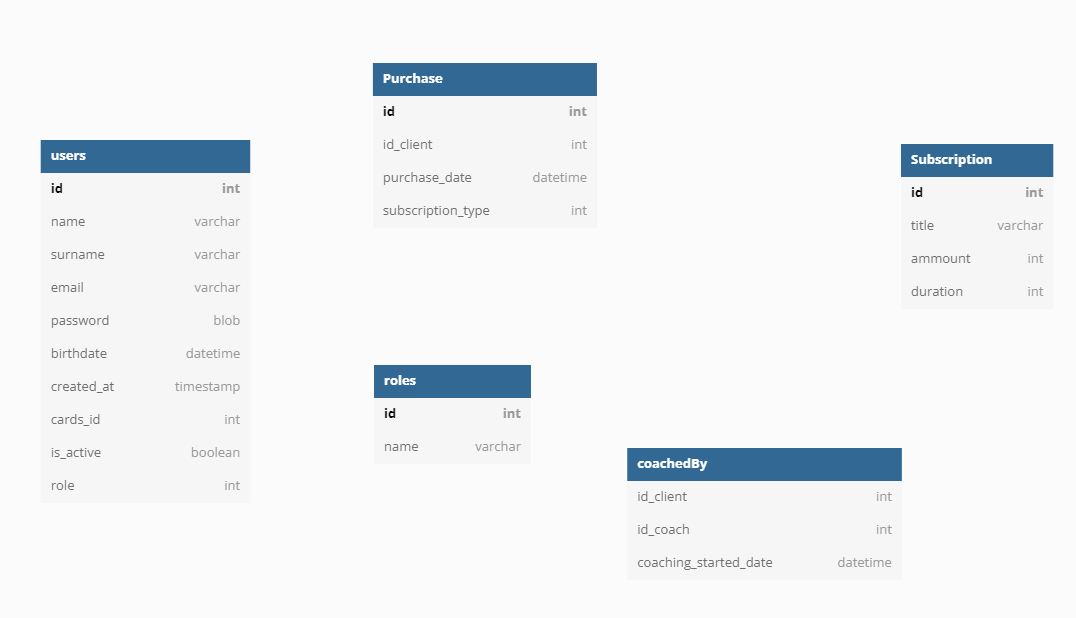 users
id int
name varchar
surname varchar
email varchar
password blob
birthdate datetime
created_at timestamp
cards_id int
is_active boolean
role int
Purchase
id int
id_client int
purchase_date datetime
subscription_type int
roles
id int
name varchar
coachedBy
id_client int
id_coach int
coaching_started_date datetime
Subscription
id int
title varchar
ammount int
duration int